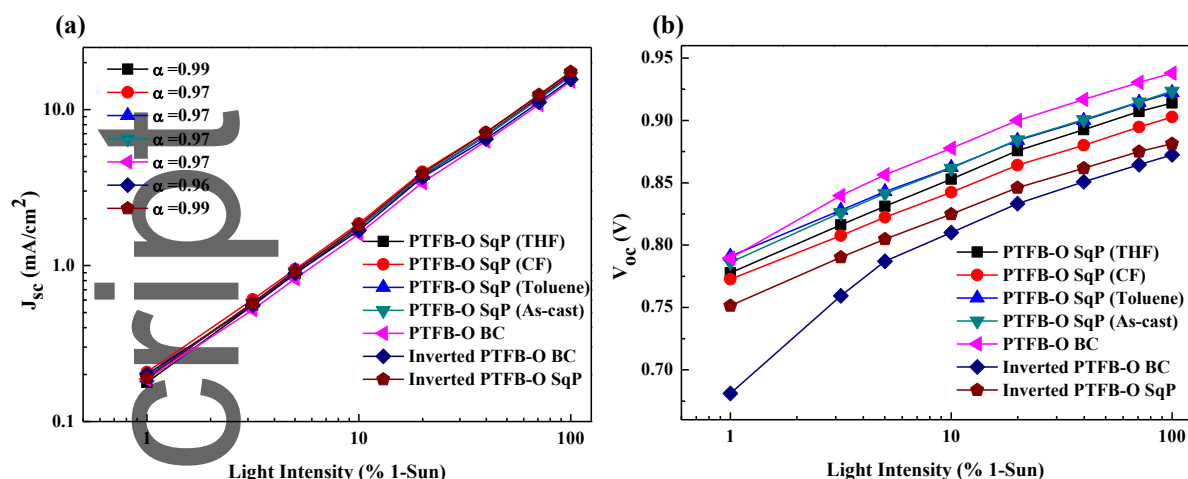 (a)
10.0
1.0
0.1
1
10
100
J_sc (mA/cm²)
Light Intensity (% 1-Sun)
α =0.99
α =0.97
α =0.97
α =0.97
α =0.97
α =0.96
α =0.99
PTFB-O SqP (THF)
PTFB-O SqP (CF)
PTFB-O SqP (Toluene)
PTFB-O SqP (As-cast)
PTFB-O BC
Inverted PTFB-O BC
Inverted PTFB-O SqP
cript
(b)
0.95
0.90
0.85
0.80
0.75
0.70
1
10
100
V_oc (V)
Light Intensity (% 1-Sun)
PTFB-O SqP (THF)
PTFB-O SqP (CF)
PTFB-O SqP (Toluene)
PTFB-O SqP (As-cast)
PTFB-O BC
Inverted PTFB-O BC
Inverted PTFB-O SqP